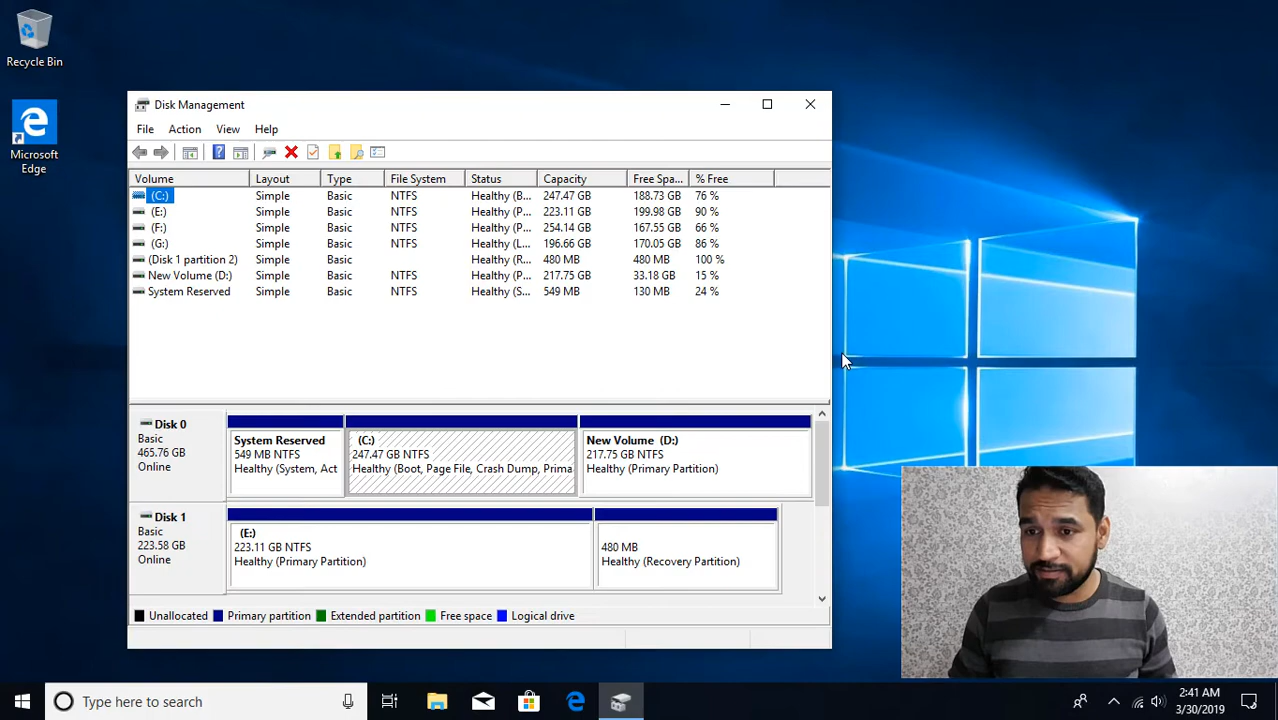 Recycle Bin
Microsoft
Edge
Disk Management
File Action View Help
Volume Layout Type File System Status Capacity Free Spa... % Free
(C:) Simple Basic NTFS Healthy (B... 247.47 GB 188.73 GB 76 %
(E:) Simple Basic NTFS Healthy (P... 223.11 GB 199.98 GB 90 %
(F:) Simple Basic NTFS Healthy (P... 254.14 GB 167.55 GB 66 %
(G:) Simple Basic NTFS Healthy (L... 196.66 GB 170.05 GB 86 %
(Disk 1 partition 2) Simple Basic Healthy (R... 480 MB 480 MB 100 %
New Volume (D:) Simple Basic NTFS Healthy (P... 217.75 GB 33.18 GB 15 %
System Reserved Simple Basic NTFS Healthy (S... 549 MB 130 MB 24 %
Disk 0
Basic
465.76 GB
Online
System Reserved
549 MB NTFS
Healthy (System, Act
(C:)
247.47 GB NTFS
Healthy (Boot, Page File, Crash Dump, Prima
New Volume (D:)
217.75 GB NTFS
Healthy (Primary Partition)
Disk 1
Basic
223.58 GB
Online
(E:)
223.11 GB NTFS
Healthy (Primary Partition)
480 MB
Healthy (Recovery Partition)
Unallocated Primary partition Extended partition Free space Logical drive
Type here to search
2:41 AM
3/30/2019